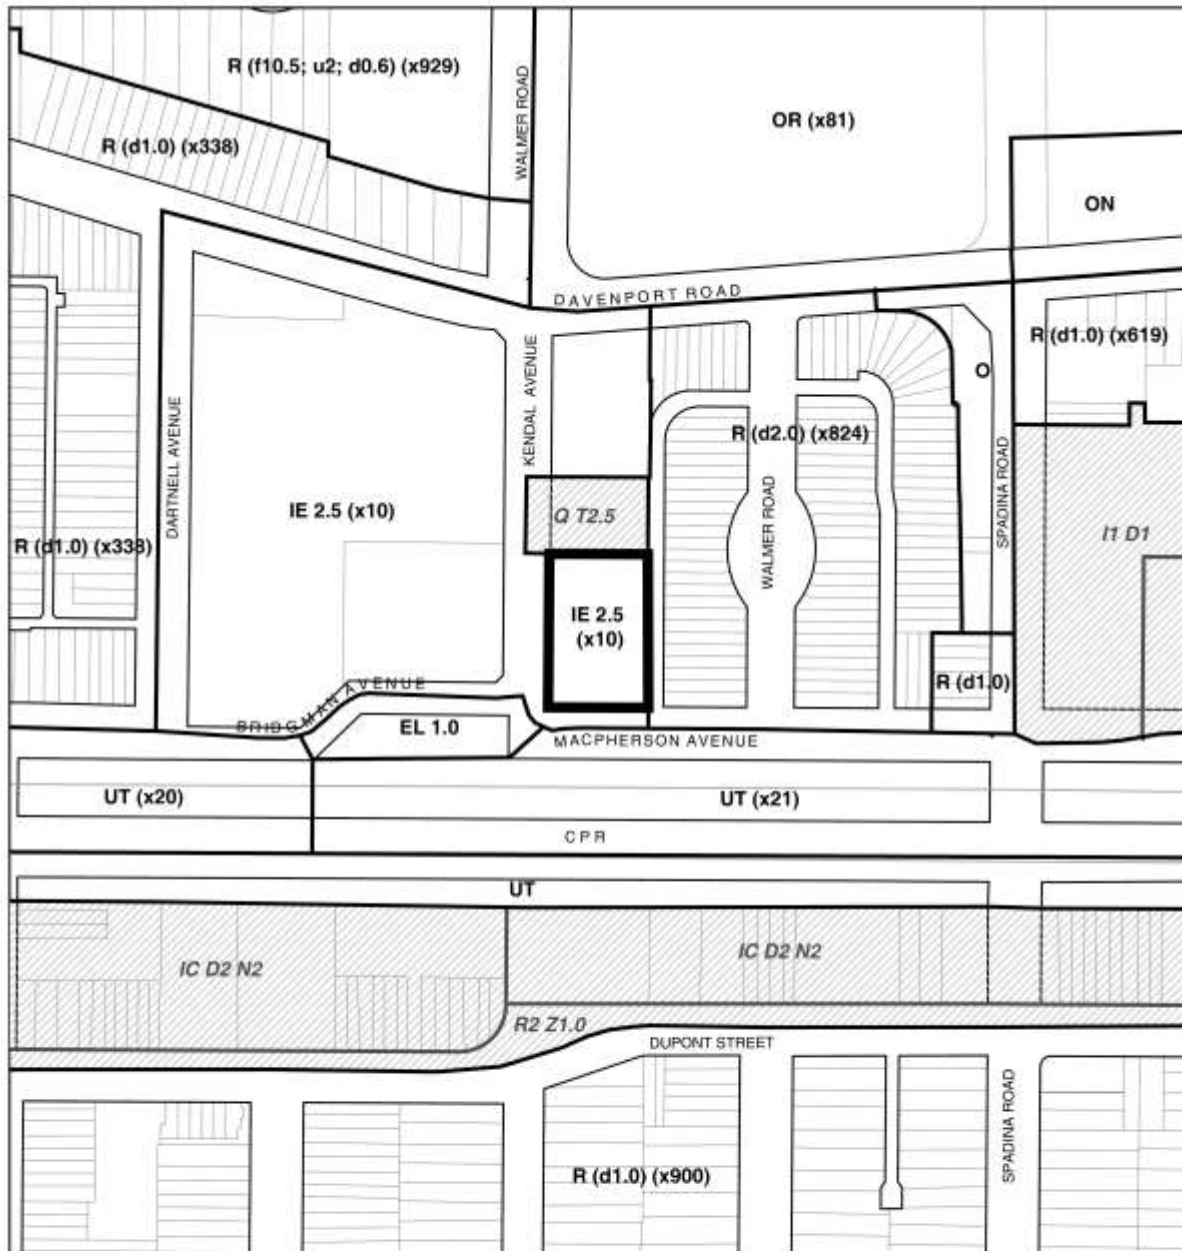 R (f10.5; u2; d0.6) (x929)
WALMER ROAD
OR (x81)
R (d1.0) (x338)
ON
DAVENPORT ROAD
R (d1.0) (x619)
O
KENDAL AVENUE
DARTNELL AVENUE
R (d2.0) (x824)
SPADINA ROAD
WALMER ROAD
IE 2.5 (x10)
Q T2.5
I1 D1
R (d1.0) (x338)
IE 2.5
(x10)
R (d1.0)
BRIDGMAN AVENUE
EL 1.0
MACPHERSON AVENUE
UT (x20)
UT (x21)
CPR
UT
IC D2 N2
IC D2 N2
R2 Z1.0
DUPONT STREET
SPADINA ROAD
R (d1.0) (x900)